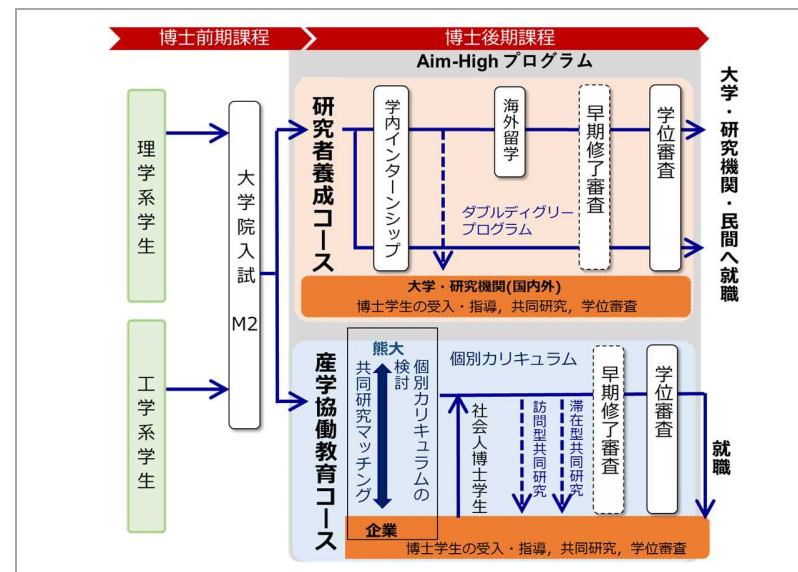 博士前期課程
博士後期課程
Aim-High プログラム
理学系学生
工学系学生
大学院入試 M2
研究者養成コース
学内インターンシップ
海外留学
早期修了審査
学位審査
ダブルディグリー
プログラム
大学・研究機関(国内外)
博士学生の受入・指導，共同研究，学位審査
大学・研究機関・民間へ就職
産学協働教育コース
熊大
個別カリキュラムの
検討
共同研究マッチング
企業
個別カリキュラム
社会人博士学生
訪問型共同研究
滞在型共同研究
早期修了審査
学位審査
就職
博士学生の受入・指導，共同研究，学位審査